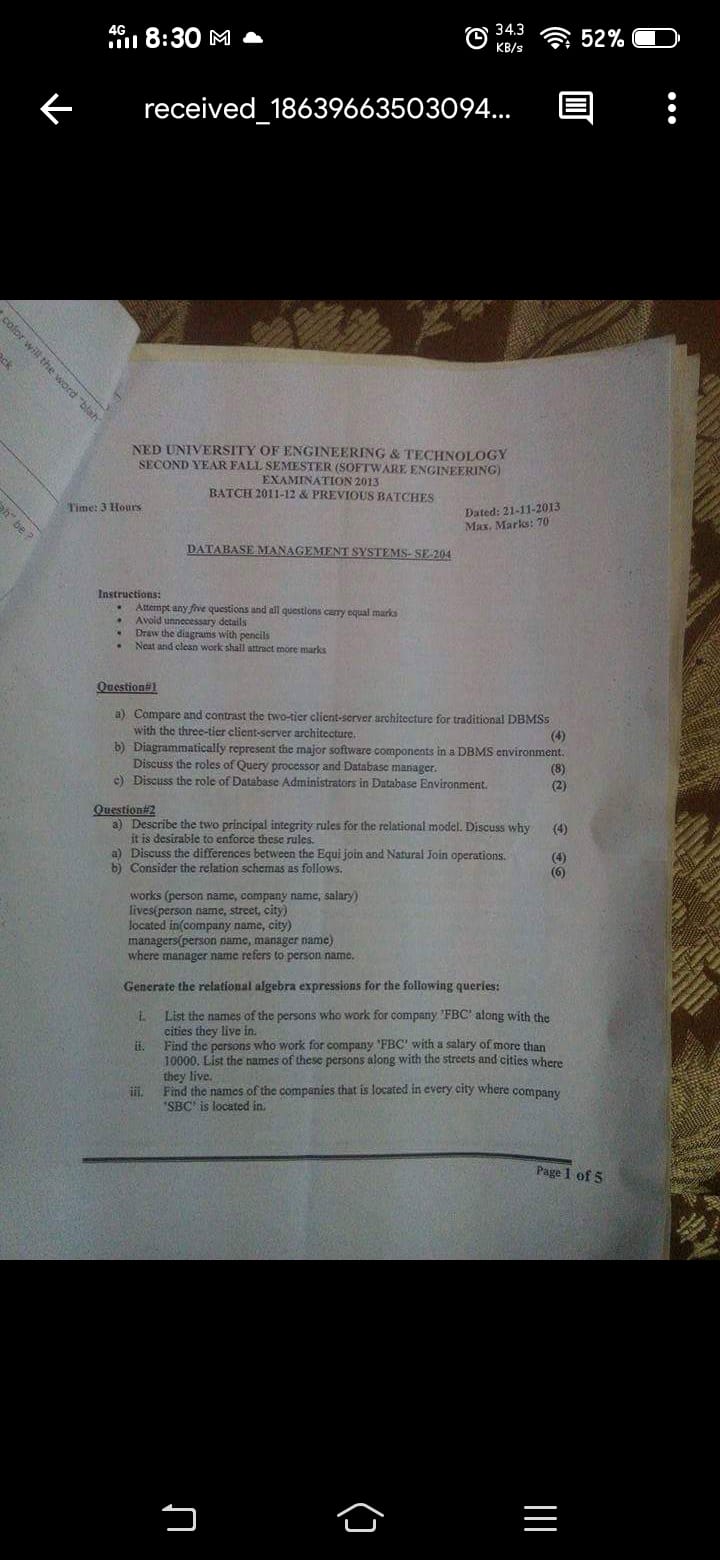 4G 8:30 M 34.3 KB/s 52%
received_18639663503094...
color will the word "blah
ack
ah" be ?
NED UNIVERSITY OF ENGINEERING & TECHNOLOGY
SECOND YEAR FALL SEMESTER (SOFTWARE ENGINEERING)
EXAMINATION 2013
BATCH 2011-12 & PREVIOUS BATCHES
Time: 3 Hours
Dated: 21-11-2013
Max. Marks: 70
DATABASE MANAGEMENT SYSTEMS- SE-204
Instructions:
• Attempt any five questions and all questions carry equal marks
• Avoid unnecessary details
• Draw the diagrams with pencils
• Neat and clean work shall attract more marks
Question#1
a) Compare and contrast the two-tier client-server architecture for traditional DBMSs
with the three-tier client-server architecture. (4)
b) Diagrammatically represent the major software components in a DBMS environment.
Discuss the roles of Query processor and Database manager. (8)
c) Discuss the role of Database Administrators in Database Environment. (2)
Question#2
a) Describe the two principal integrity rules for the relational model. Discuss why (4)
it is desirable to enforce these rules.
a) Discuss the differences between the Equi join and Natural Join operations. (4)
b) Consider the relation schemas as follows. (6)
works (person name, company name, salary)
lives(person name, street, city)
located in(company name, city)
managers(person name, manager name)
where manager name refers to person name.
Generate the relational algebra expressions for the following queries:
i. List the names of the persons who work for company 'FBC' along with the
cities they live in.
ii. Find the persons who work for company 'FBC' with a salary of more than
10000. List the names of these persons along with the streets and cities where
they live.
iii. Find the names of the companies that is located in every city where company
'SBC' is located in.
Page 1 of 5